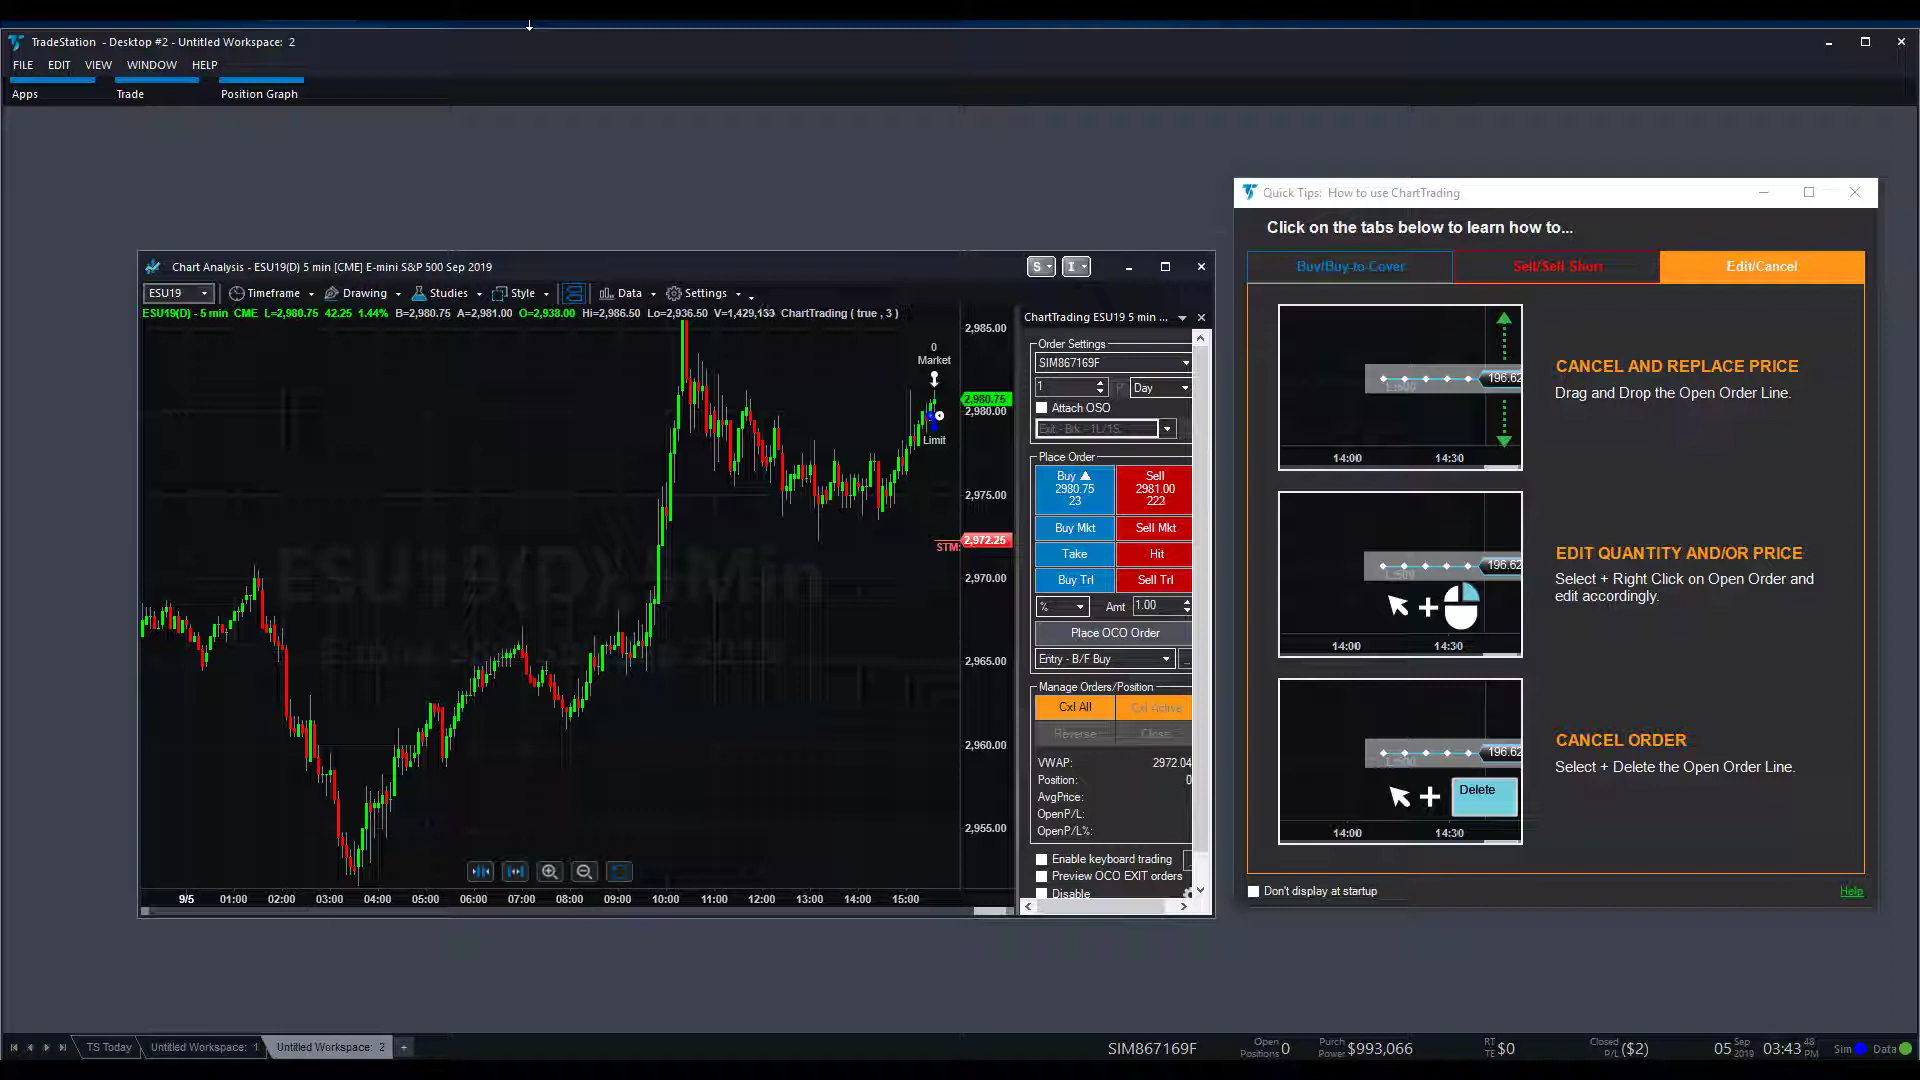 TradeStation - Desktop #2 - Untitled Workspace: 2
FILE EDIT VIEW WINDOW HELP
Apps Trade Position Graph
Quick Tips: How to use ChartTrading
Click on the tabs below to learn how to...
Buy/Buy-to-Cover Sell/Sell Short Edit/Cancel
CANCEL AND REPLACE PRICE
Drag and Drop the Open Order Line.
196.62
14:00 14:30
EDIT QUANTITY AND/OR PRICE
Select + Right Click on Open Order and
edit accordingly.
196.62
14:00 14:30
CANCEL ORDER
Select + Delete the Open Order Line.
196.62
Delete
14:00 14:30
Don't display at startup Help
Chart Analysis - ESU19(D) 5 min [CME] E-mini S&P 500 Sep 2019
S I
ESU19 Timeframe Drawing Studies Style Data Settings
ESU19(D) - 5 min CME L=2,980.75 42.25 1.44% B=2,980.75 A=2,981.00 O=2,938.00 Hi=2,986.50 Lo=2,936.50 V=1,429,133 ChartTrading ( true , 3 )
0
Market
Limit
2,985.00
2,980.75
2,980.00
2,975.00
STM: 2,972.25
2,970.00
2,965.00
2,960.00
2,955.00
ESU19(D),5 Min
9/5 01:00 02:00 03:00 04:00 05:00 06:00 07:00 08:00 09:00 10:00 11:00 12:00 13:00 14:00 15:00
ChartTrading ESU19 5 min ...
Order Settings
SIM867169F
1 Day
Attach OSO
Exit - Brk - 1L/1S
Place Order
Buy Sell
2980.75 2981.00
23 223
Buy Mkt Sell Mkt
Take Hit
Buy Trl Sell Trl
% Amt 1.00
Place OCO Order
Entry - B/F Buy
Manage Orders/Position
Cxl All Cxl Active
Reverse Close
VWAP: 2972.04
Position: 0
AvgPrice:
OpenP/L:
OpenP/L%:
Enable keyboard trading
Preview OCO EXIT orders
Disable
TS Today Untitled Workspace: 1 Untitled Workspace: 2 +
SIM867169F Open Positions 0 Purch Power $993,066 RT TE $0 Closed P/L ($2) 05 Sep 2019 03:43 48 PM Sim Data